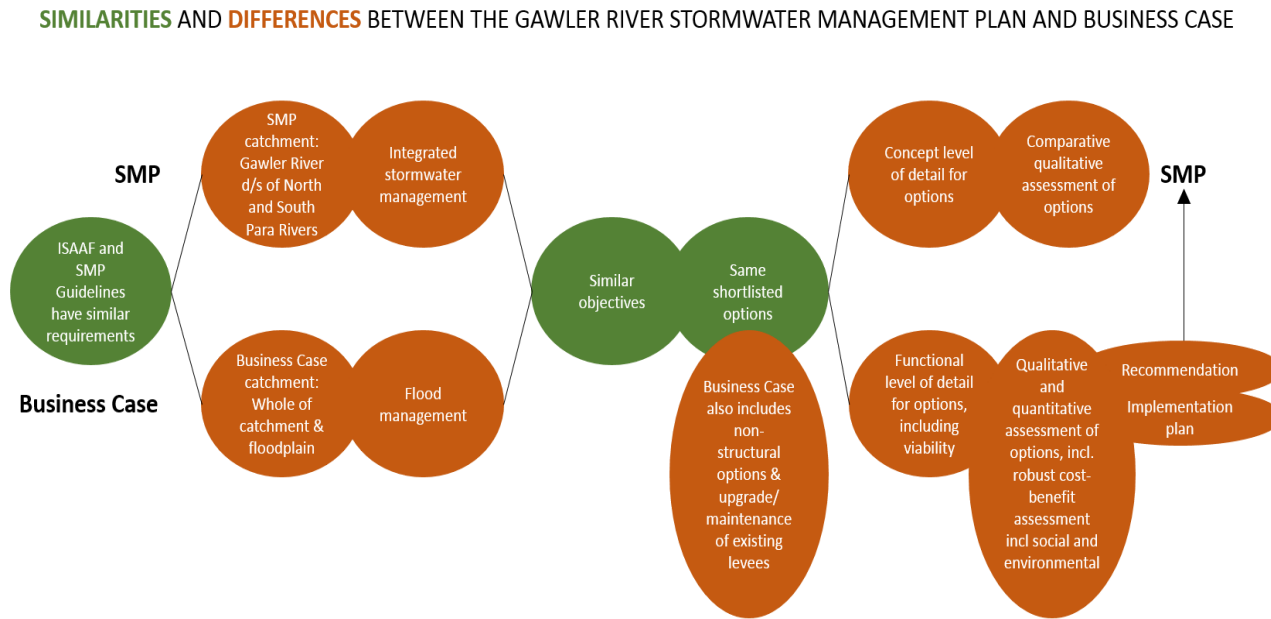 SIMILARITIES AND DIFFERENCES BETWEEN THE GAWLER RIVER STORMWATER MANAGEMENT PLAN AND BUSINESS CASE
SMP
SMP
catchment:
Gawler River
d/s of North
and South
Para Rivers
Integrated
stormwater
management
Concept level
of detail for
options
Comparative
qualitative
assessment of
options
SMP
ISAAF and
SMP
Guidelines
have similar
requirements
Similar
objectives
Same
shortlisted
options
Business Case
Business Case
catchment:
Whole of
catchment &
floodplain
Flood
management
Business Case
also includes
non-
structural
options &
upgrade/
maintenance
of existing
levees
Functional
level of detail
for options,
including
viability
Qualitative
and
quantitative
assessment of
options, incl.
robust cost-
benefit
assessment
incl social and
environmental
Recommendation
Implementation
plan